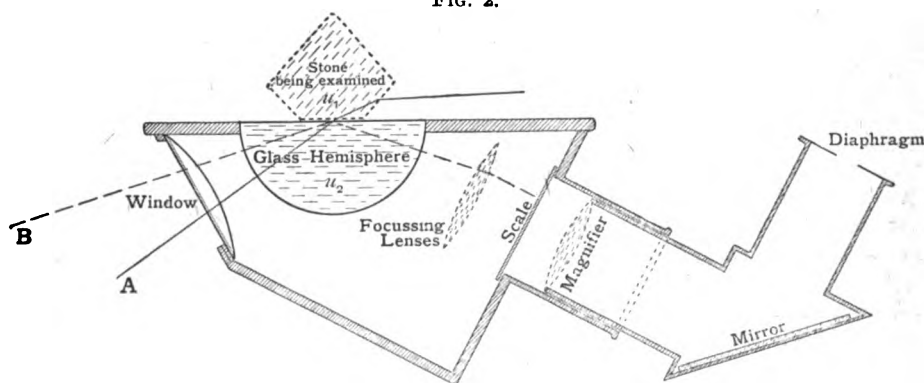 FIG. 2.
Stone
being examined
u₁
Diaphragm
Glass Hemisphere
u₂
Window
Focussing
Lenses
Scale
Magnifier
B
A
Mirror